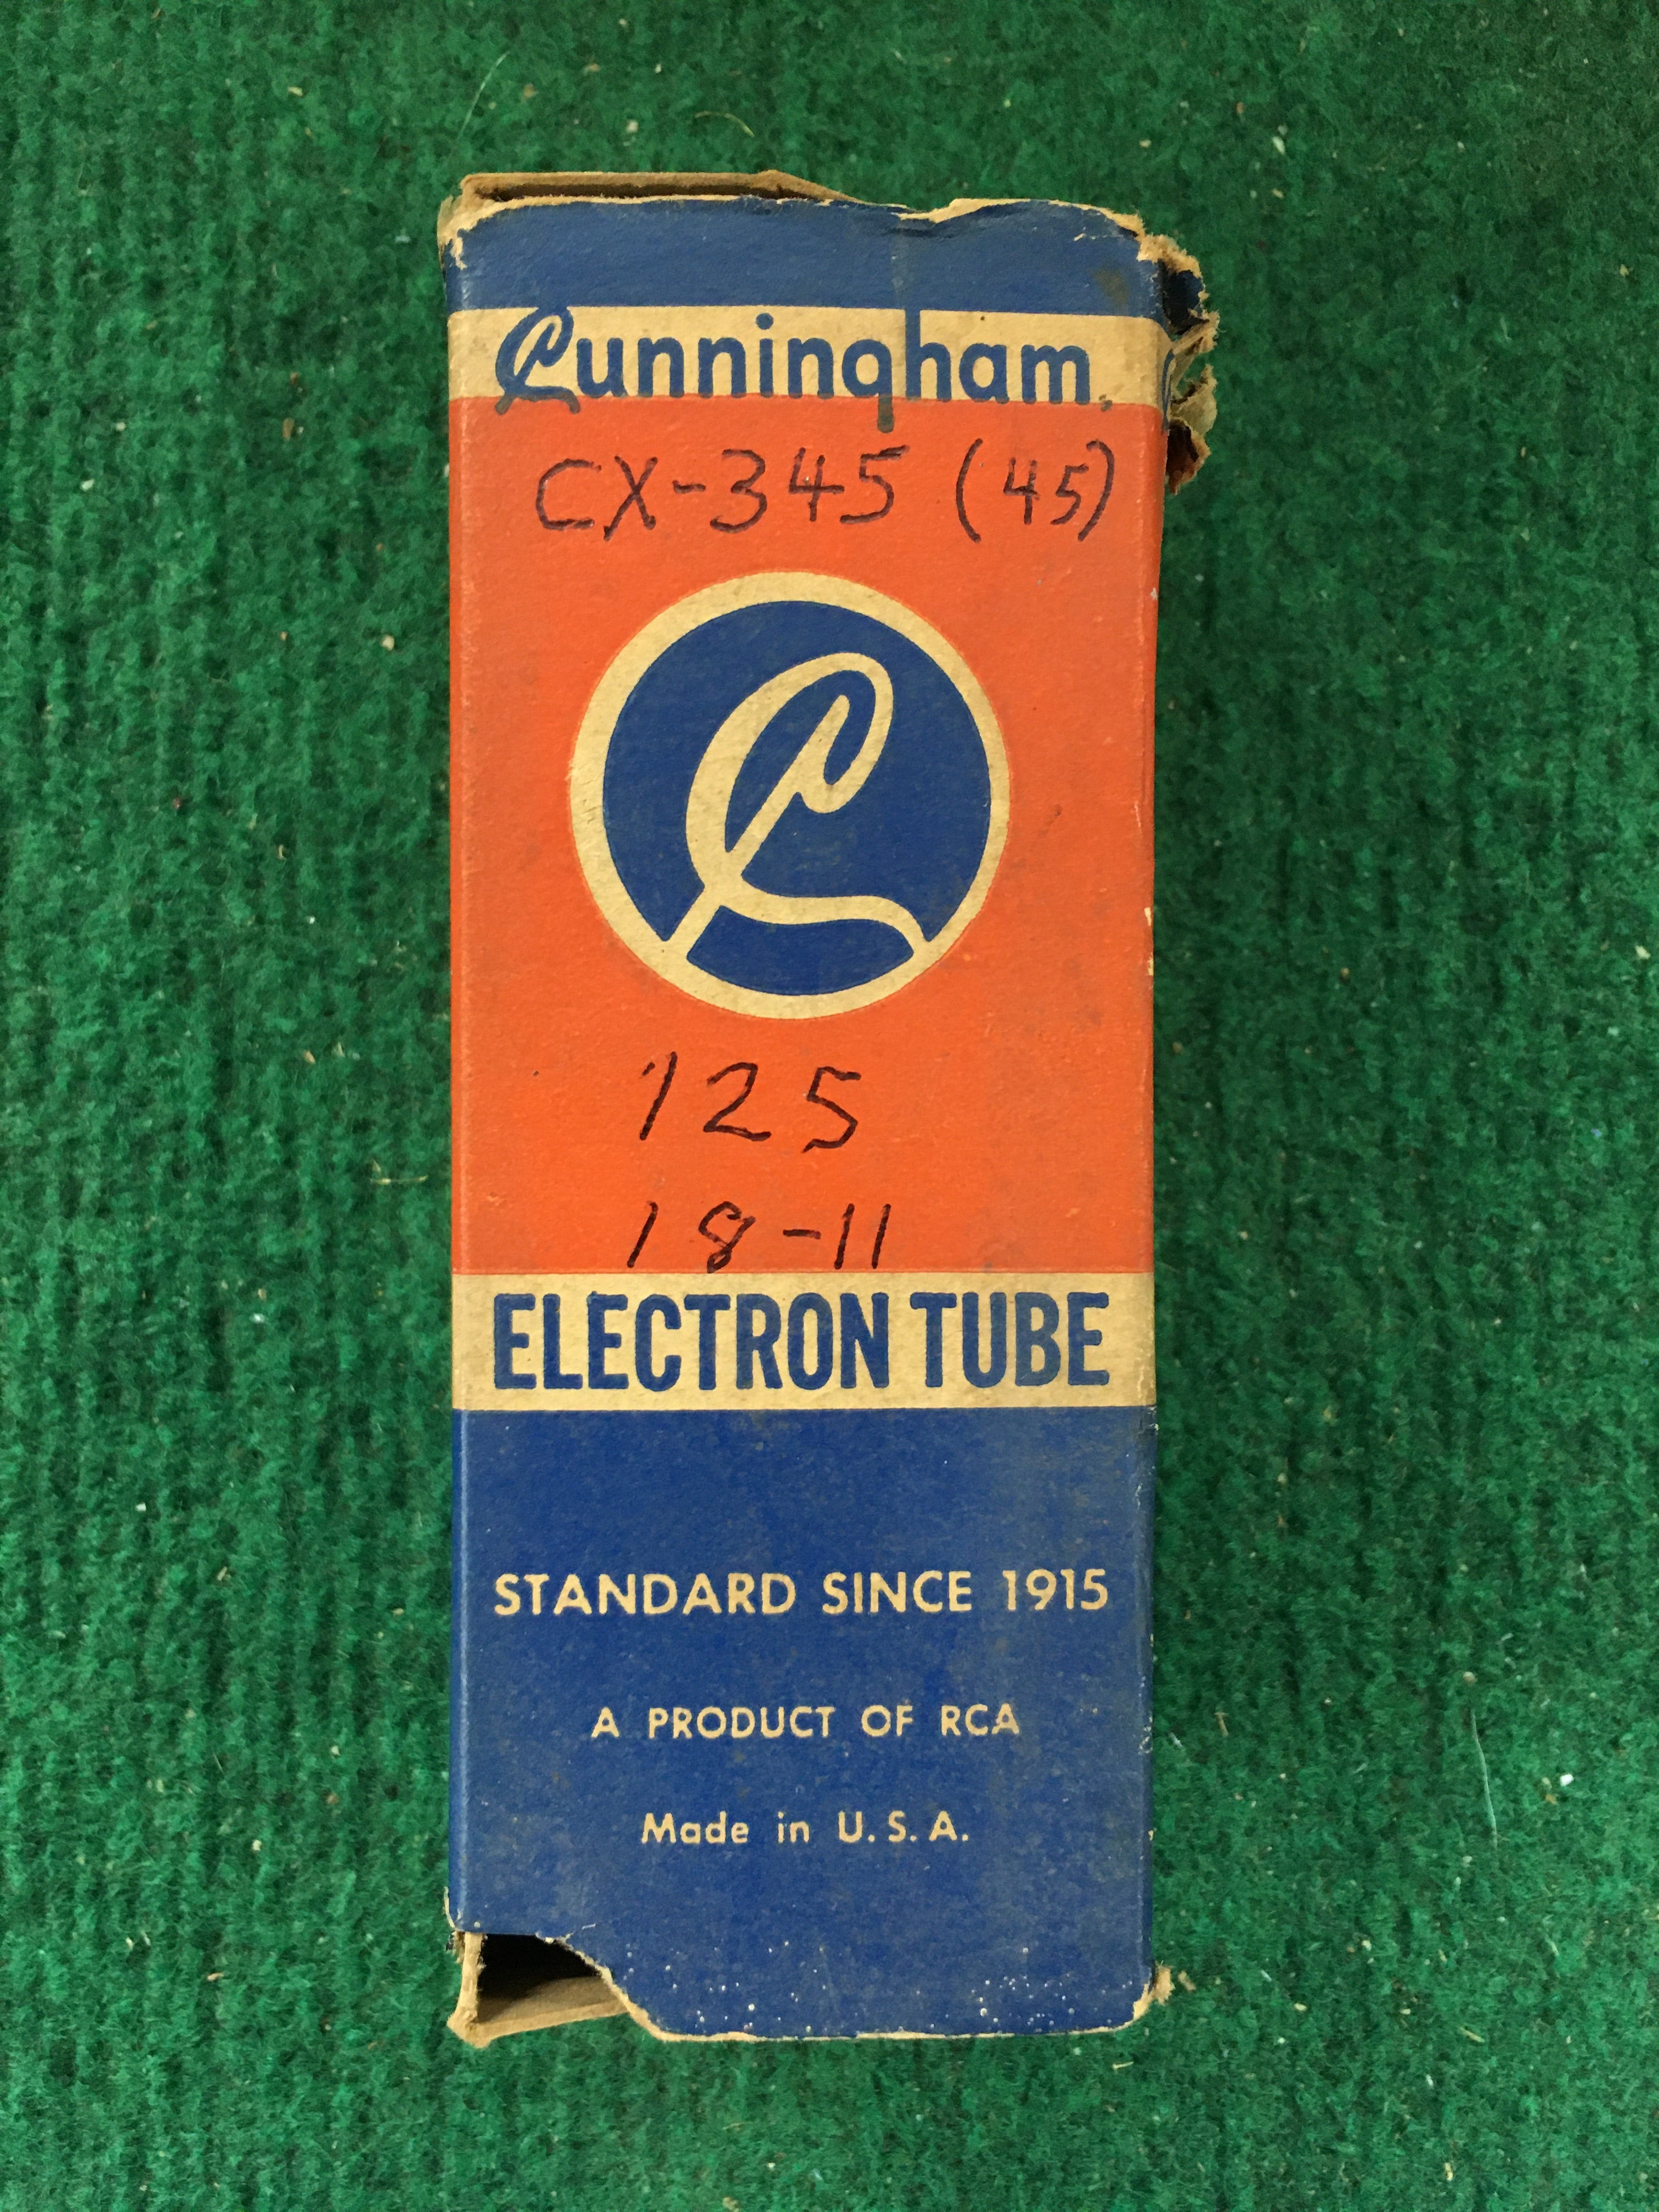 Cunningham
CX-345 (45)
C
125
18-11
ELECTRON TUBE
STANDARD SINCE 1915
A PRODUCT OF RCA
Made in U.S.A.